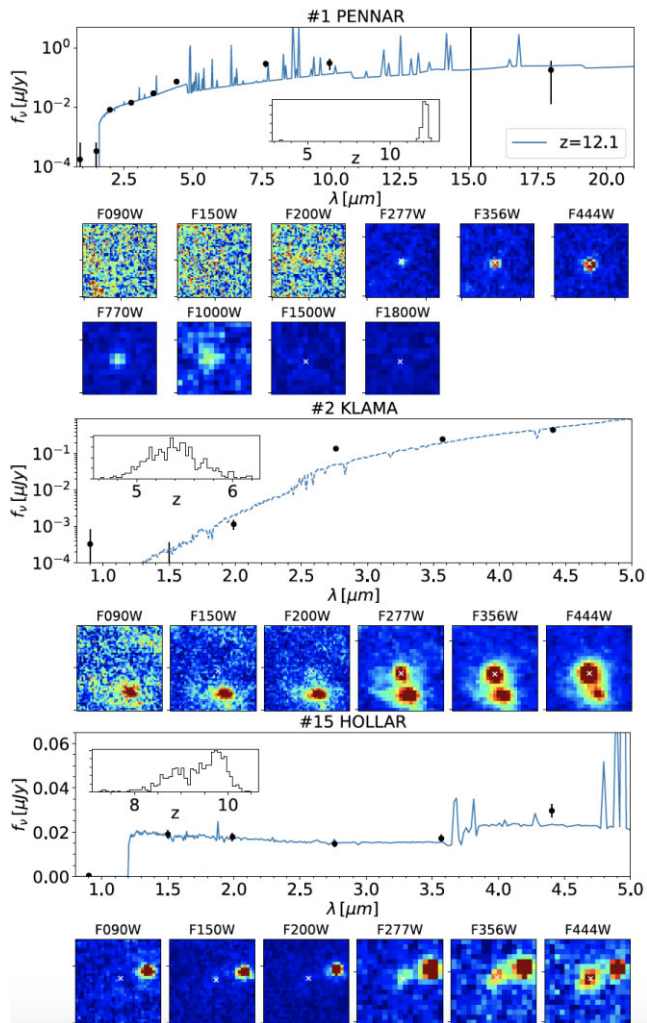 #1 PENNAR
f_ν [μJy]
10^0
10^-2
10^-4
5 10
z
z=12.1
2.5 5.0 7.5 10.0 12.5 15.0 17.5 20.0
λ [μm]
F090W F150W F200W F277W F356W F444W
F770W F1000W F1500W F1800W
#2 KLAMA
f_ν [μJy]
10^-1
10^-2
10^-3
10^-4
5 6
z
1.0 1.5 2.0 2.5 3.0 3.5 4.0 4.5 5.0
λ [μm]
F090W F150W F200W F277W F356W F444W
#15 HOLLAR
f_ν [μJy]
0.06
0.04
0.02
0.00
8 10
z
1.0 1.5 2.0 2.5 3.0 3.5 4.0 4.5 5.0
λ [μm]
F090W F150W F200W F277W F356W F444W